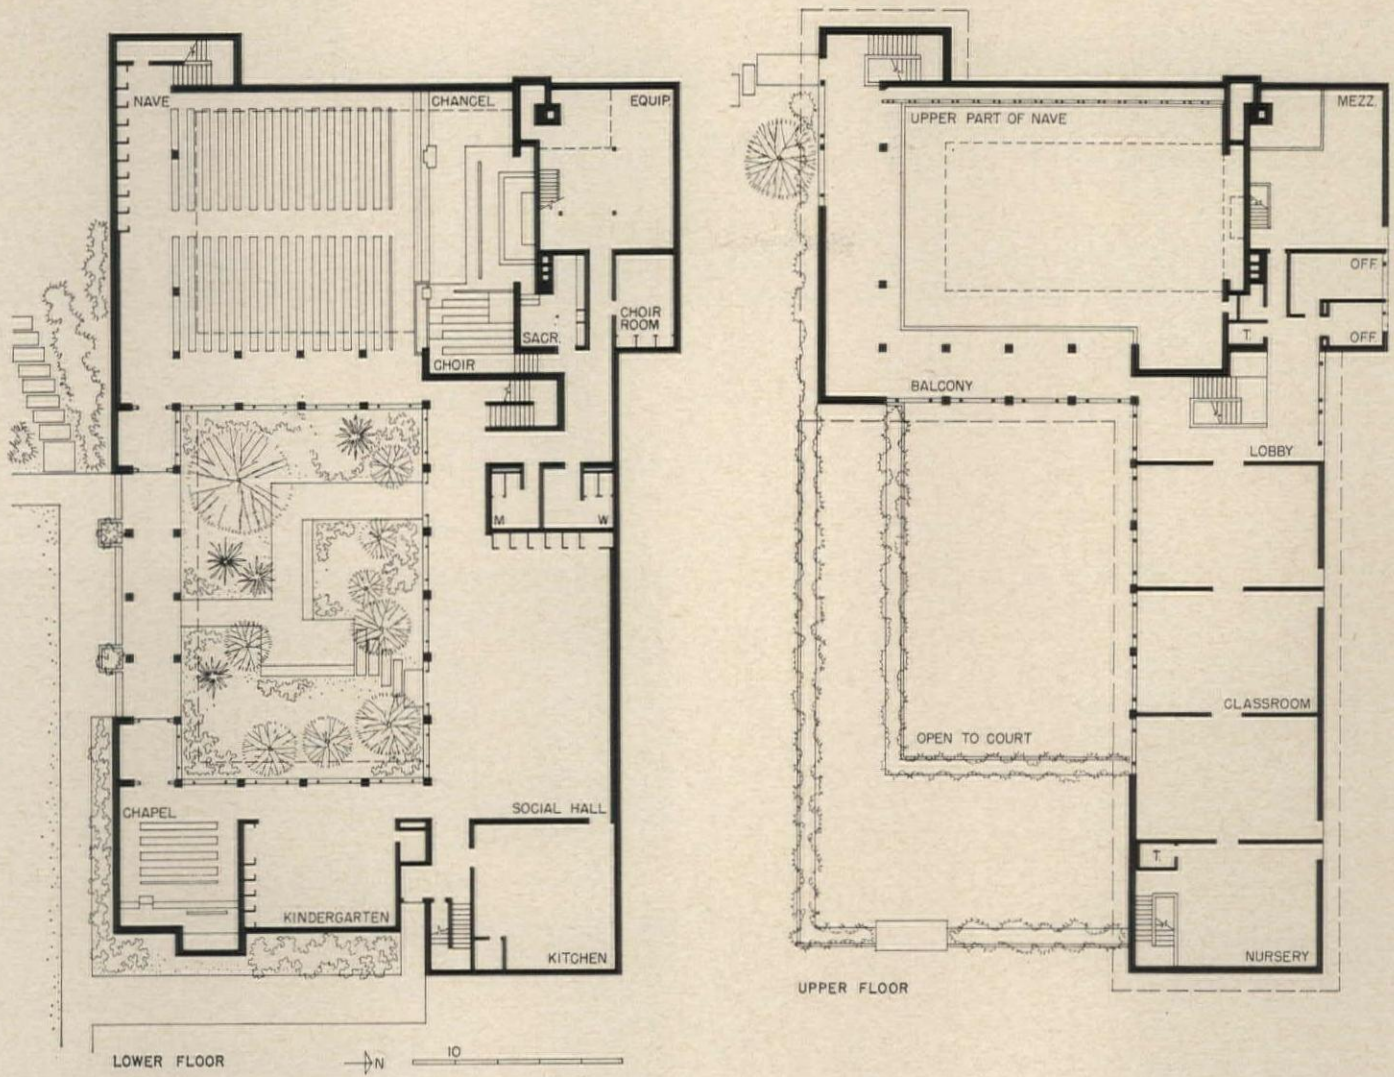 NAVE
CHANCEL
EQUIP.
CHOIR
ROOM
SACR.
CHOIR
M
W
SOCIAL HALL
CHAPEL
KINDERGARTEN
KITCHEN
LOWER FLOOR
N
10
MEZZ.
UPPER PART OF NAVE
OFF.
OFF.
T.
BALCONY
LOBBY
CLASSROOM
OPEN TO COURT
T.
NURSERY
UPPER FLOOR